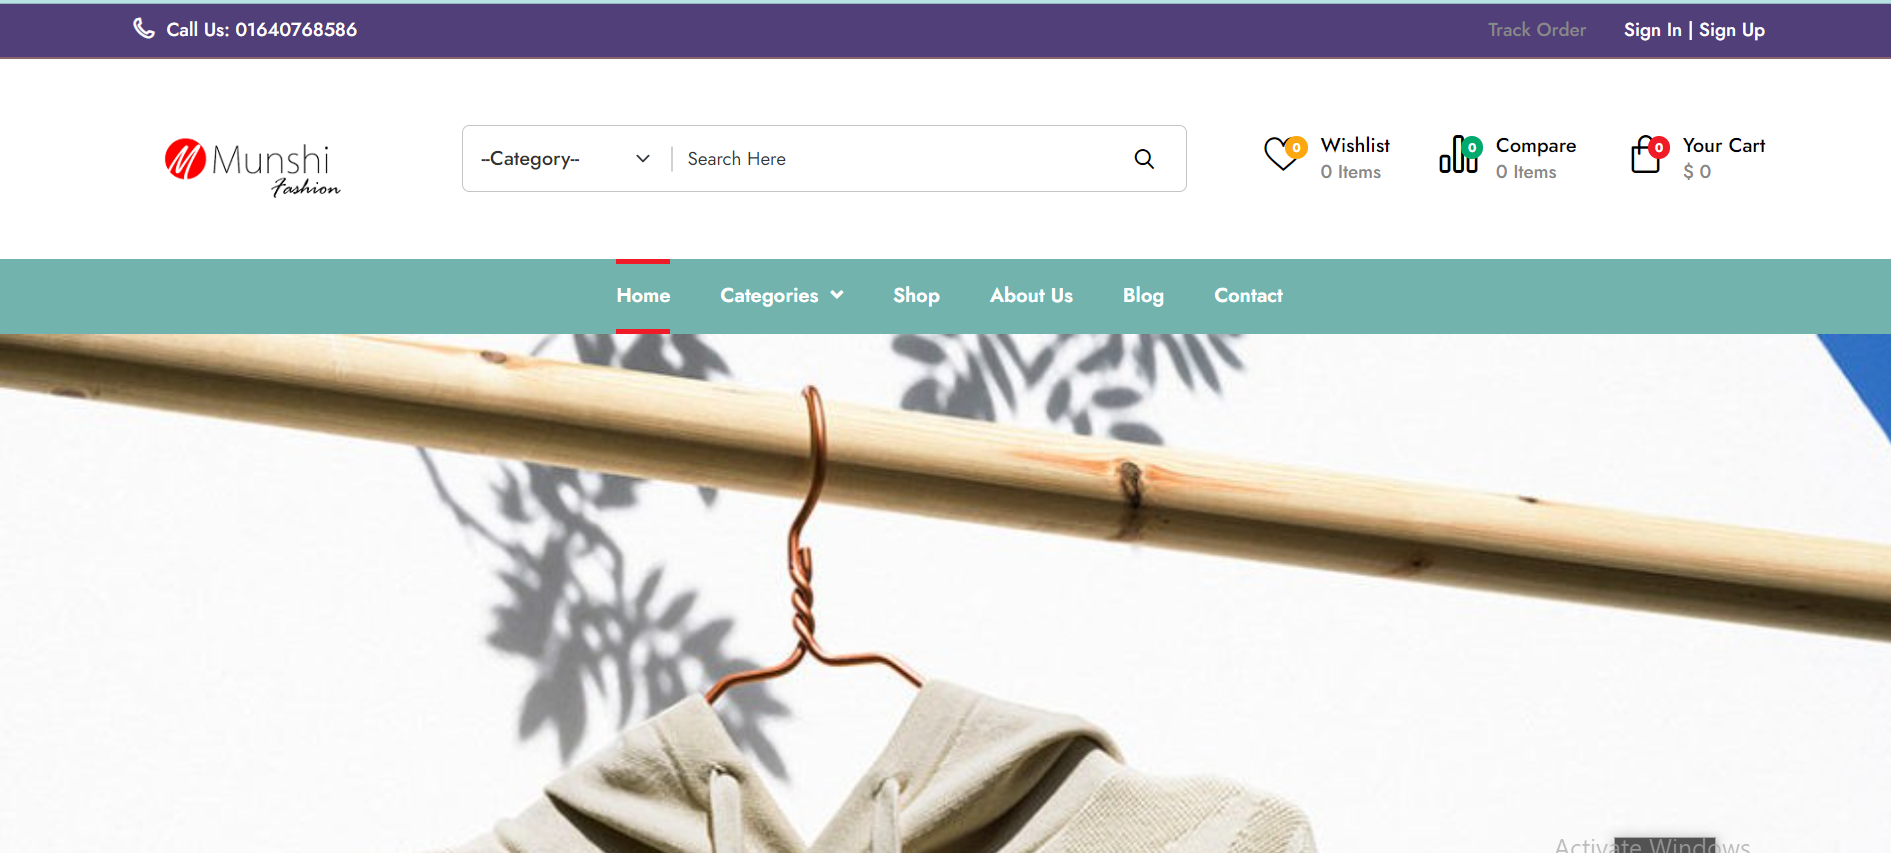 Call Us: 01640768586
Track Order
Sign In | Sign Up
Munshi
Fashion
--Category--
Search Here
0
Wishlist
0 Items
0
Compare
0 Items
0
Your Cart
$ 0
Home
Categories
Shop
About Us
Blog
Contact
Activate Windows